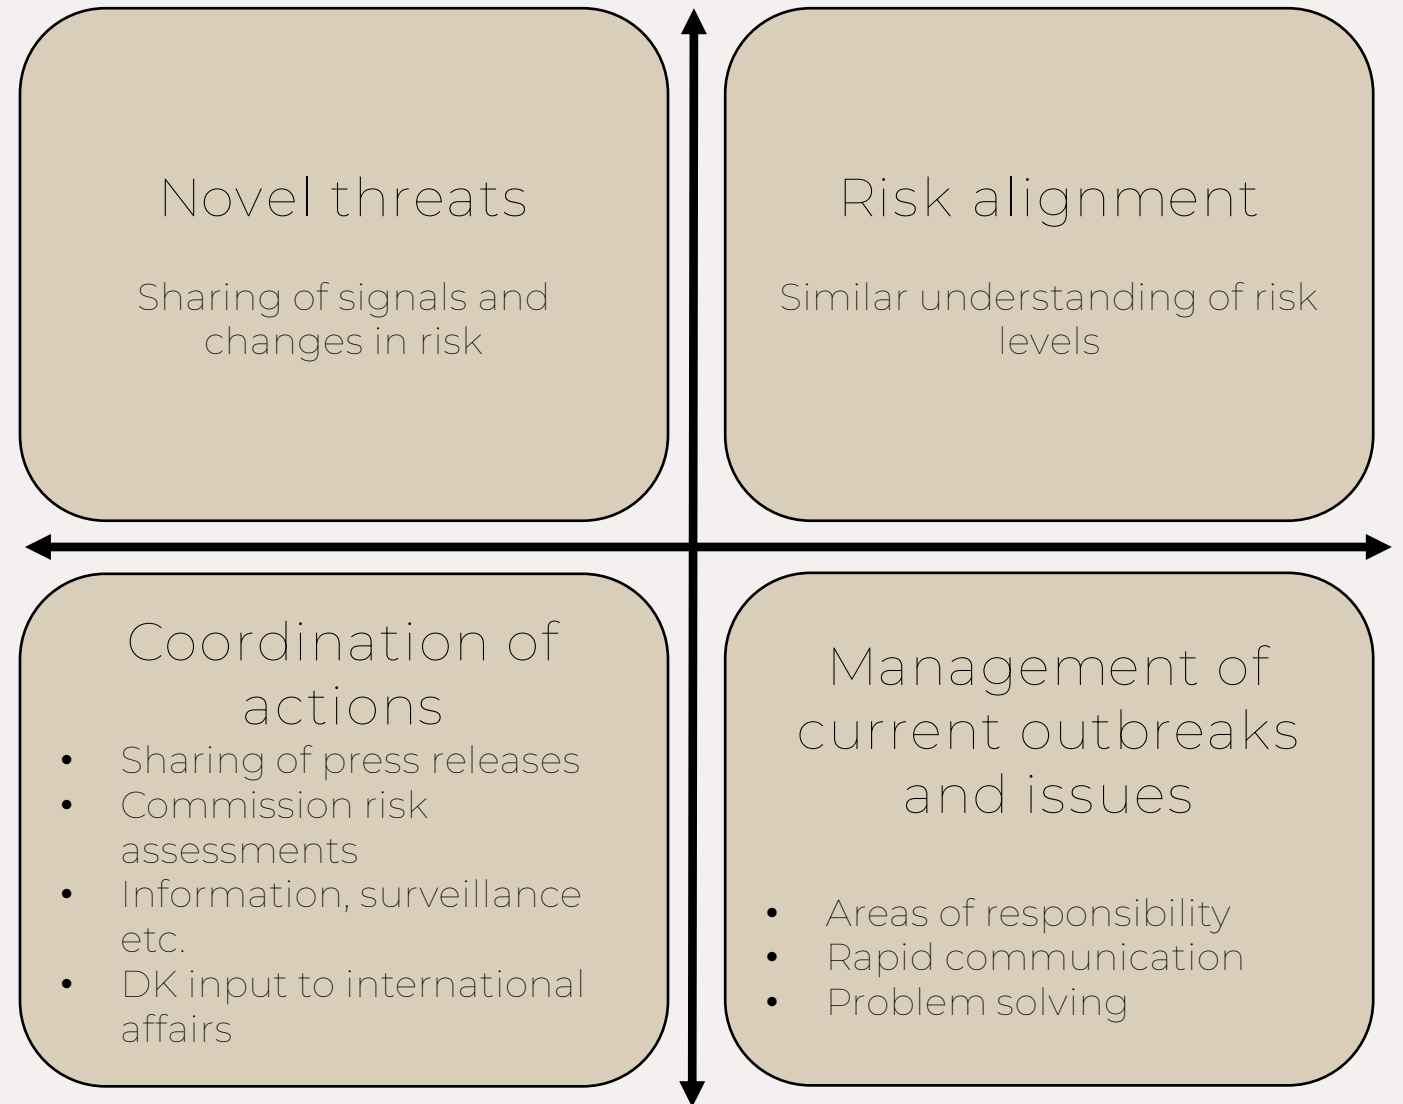 Novel threats
Sharing of signals and
changes in risk
Risk alignment
Similar understanding of risk
levels
Coordination of
actions
• Sharing of press releases
• Commission risk
assessments
• Information, surveillance
etc.
• DK input to international
affairs
Management of
current outbreaks
and issues
• Areas of responsibility
• Rapid communication
• Problem solving